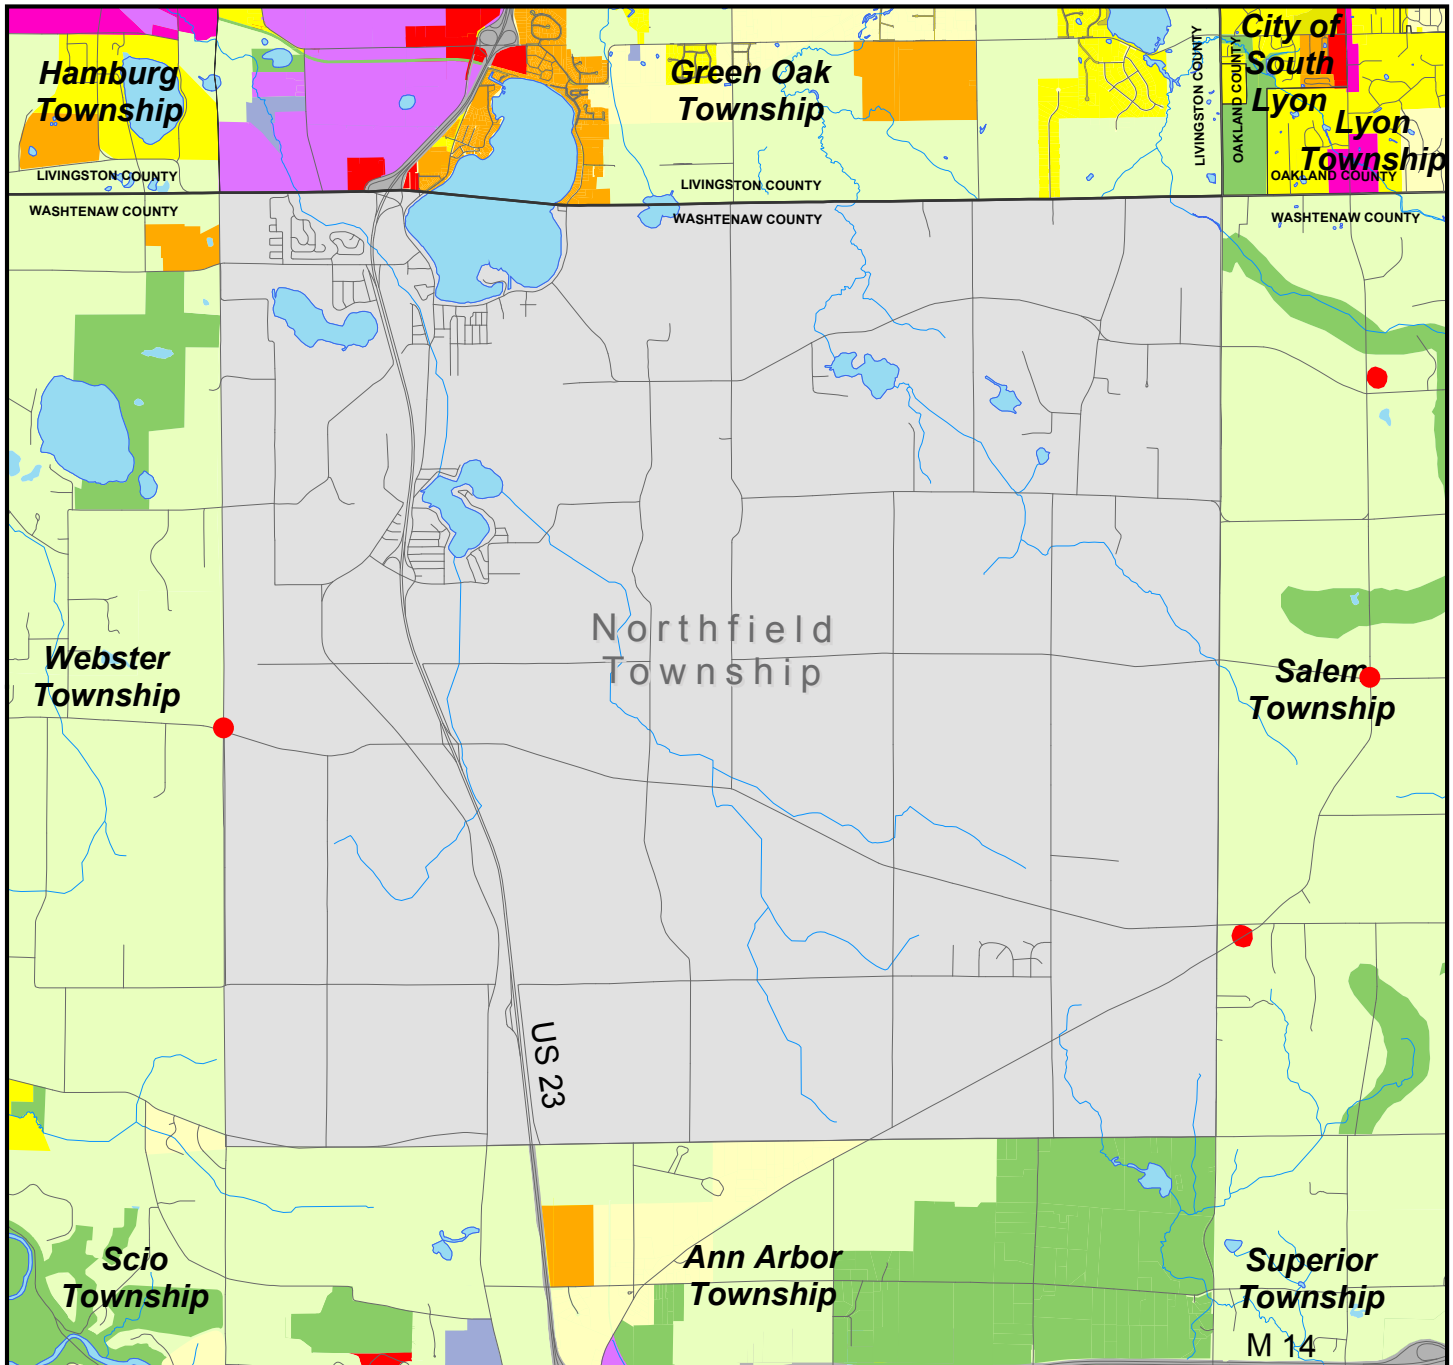 City of
South
Lyon
Hamburg
Township
Green Oak
Township
LIVINGSTON COUNTY
OAKLAND COUNTY
Lyon
Township
LIVINGSTON COUNTY
LIVINGSTON COUNTY
OAKLAND COUNTY
WASHTENAW COUNTY
WASHTENAW COUNTY
WASHTENAW COUNTY
Northfield
Township
Webster
Township
Salem
Township
US 23
Scio
Township
Ann Arbor
Township
Superior
Township
M 14